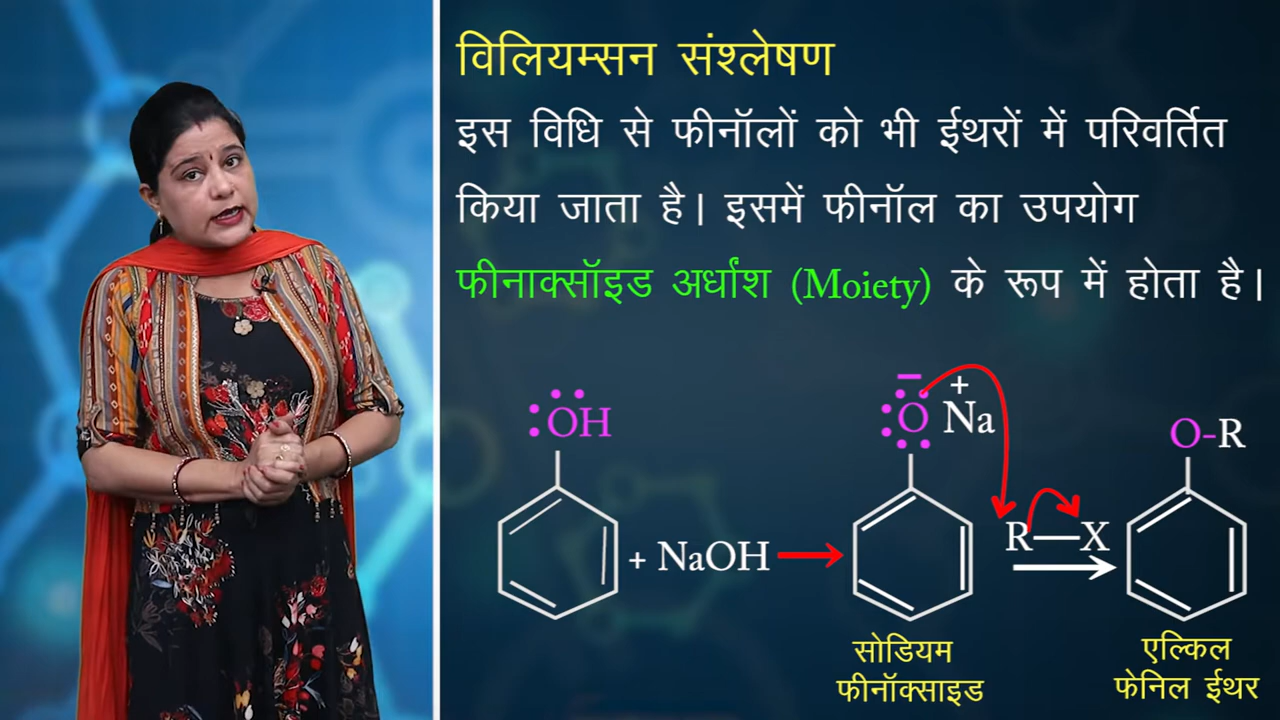 विलियम्सन संश्लेषण
इस विधि से फीनॉलों को भी ईथरों में परिवर्तित
किया जाता है। इसमें फीनॉल का उपयोग
फीनाक्सॉइड अर्धांश (Moiety) के रूप में होता है।
OH
+ NaOH
− +
O Na
R—X
O-R
सोडियम
फीनॉक्साइड
एल्किल
फेनिल ईथर